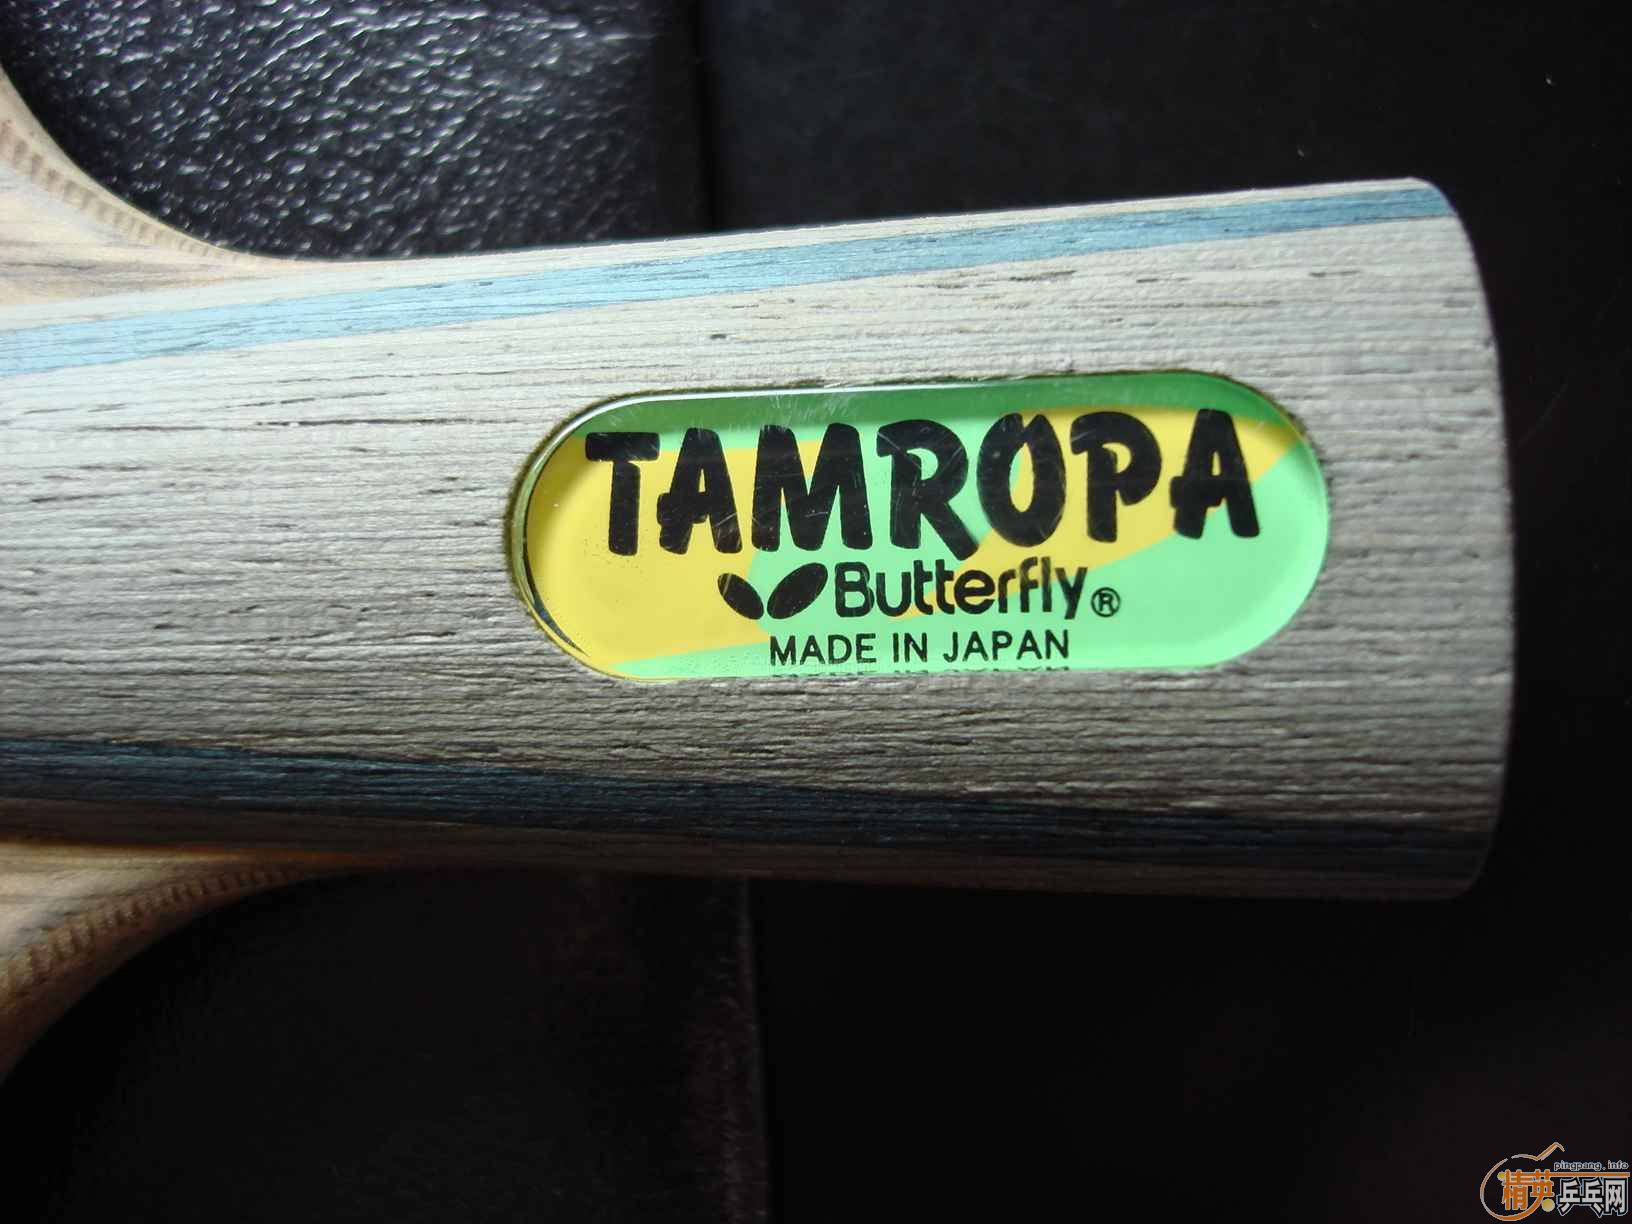 TAMROPA
Butterfly®
MADE IN JAPAN
pingpang.info
精英乒乓网